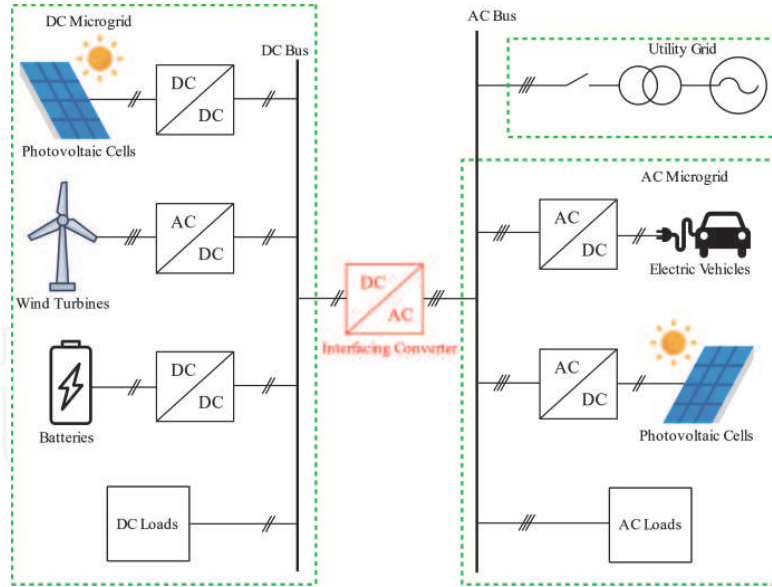 DC Microgrid
DC Bus
DC
DC
Photovoltaic Cells
AC
DC
Wind Turbines
DC
DC
Batteries
DC Loads
DC
AC
Interfacing Converter
AC Bus
Utility Grid
AC Microgrid
AC
DC
Electric Vehicles
AC
DC
Photovoltaic Cells
AC Loads